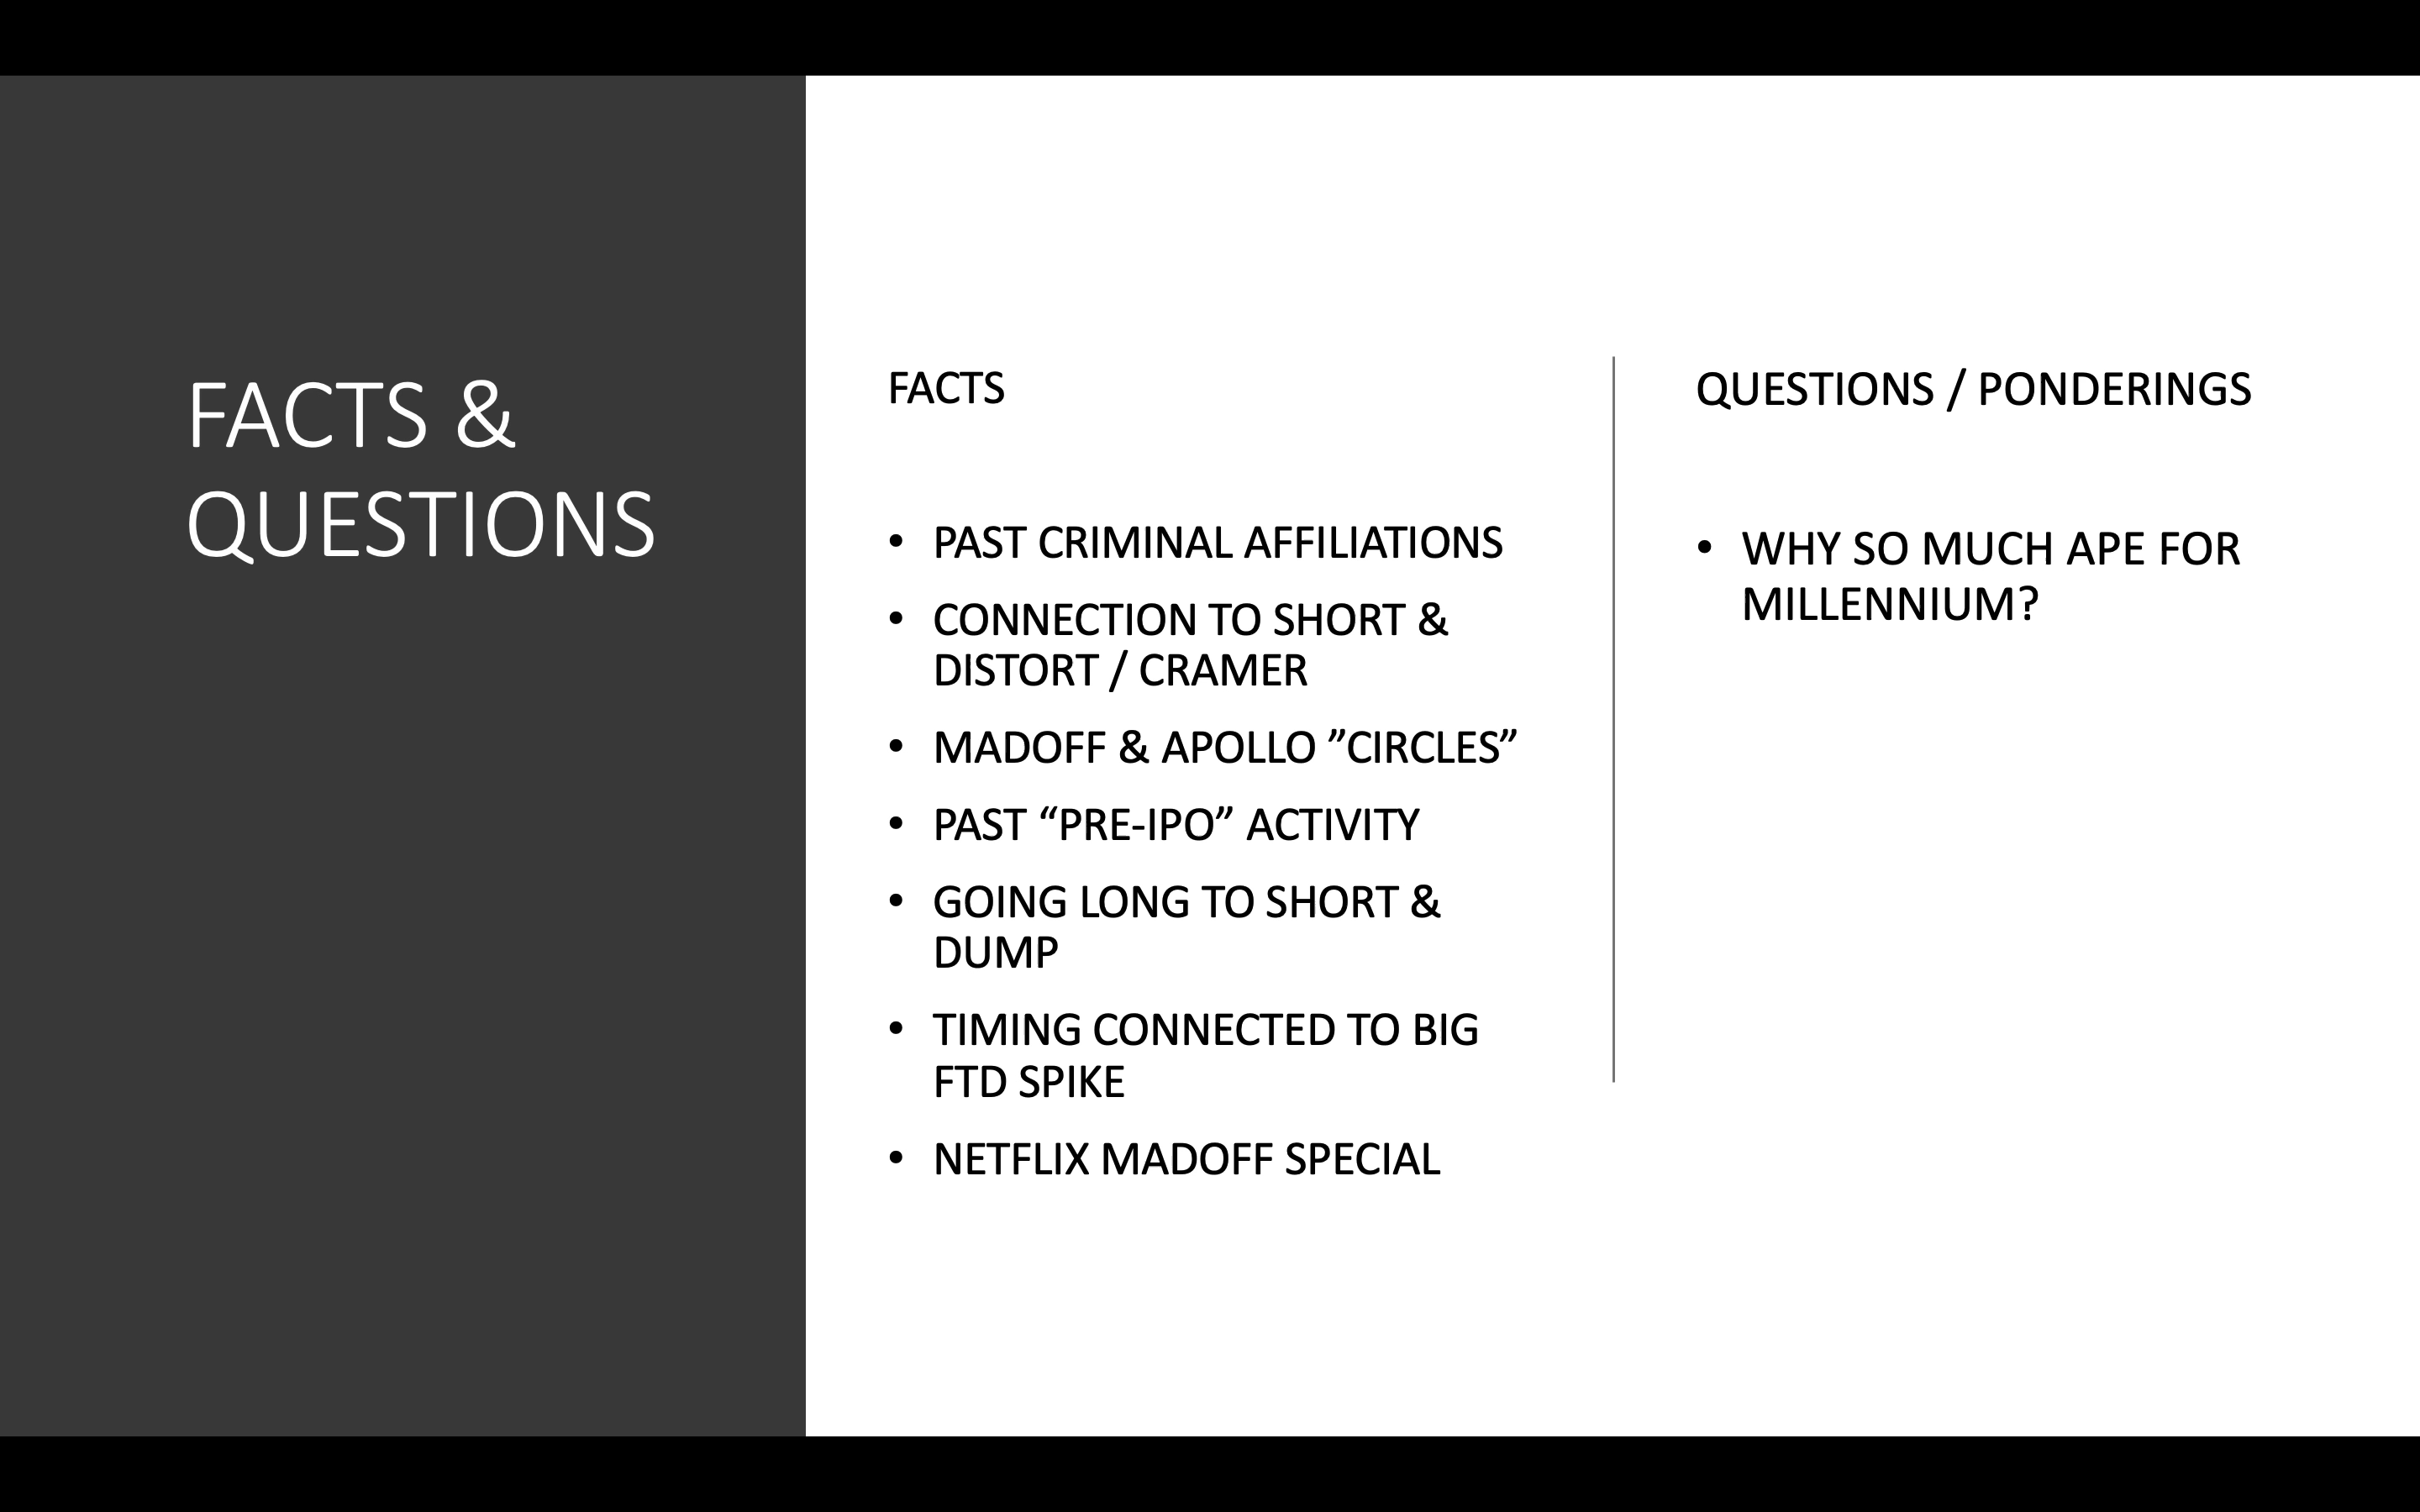 FACTS &
QUESTIONS
FACTS
• PAST CRIMINAL AFFILIATIONS
• CONNECTION TO SHORT &
DISTORT / CRAMER
• MADOFF & APOLLO ”CIRCLES”
• PAST “PRE-IPO” ACTIVITY
• GOING LONG TO SHORT &
DUMP
• TIMING CONNECTED TO BIG
FTD SPIKE
• NETFLIX MADOFF SPECIAL
QUESTIONS / PONDERINGS
• WHY SO MUCH APE FOR
MILLENNIUM?